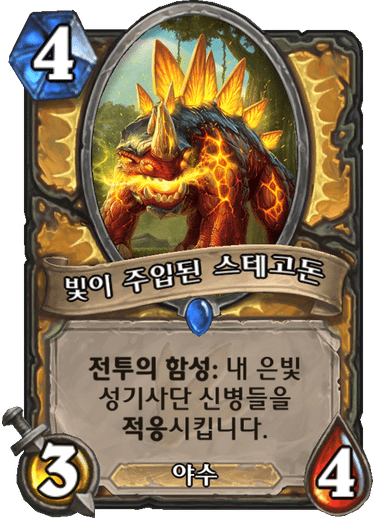 4
빛이 주입된 스테고돈
전투의 함성: 내 은빛
성기사단 신병들을
적응시킵니다.
3
야수
4